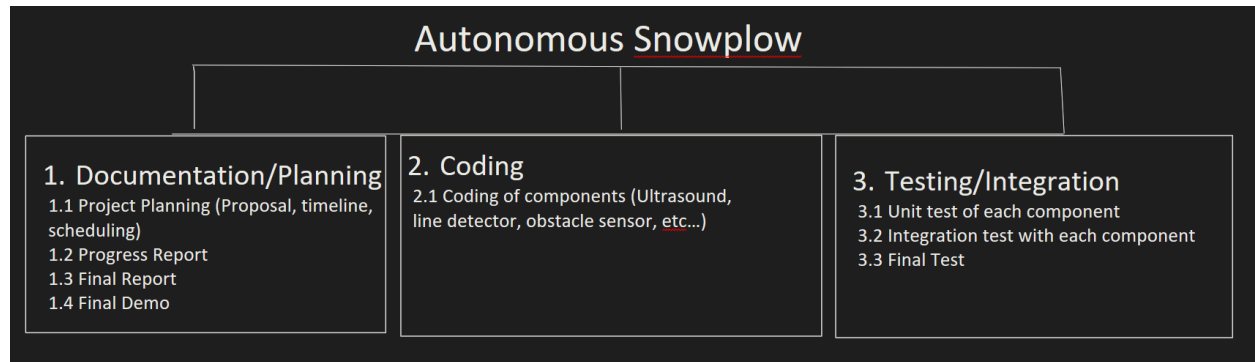 Autonomous Snowplow
1. Documentation/Planning
1.1 Project Planning (Proposal, timeline,
scheduling)
1.2 Progress Report
1.3 Final Report
1.4 Final Demo
2. Coding
2.1 Coding of components (Ultrasound,
line detector, obstacle sensor, etc...)
3. Testing/Integration
3.1 Unit test of each component
3.2 Integration test with each component
3.3 Final Test